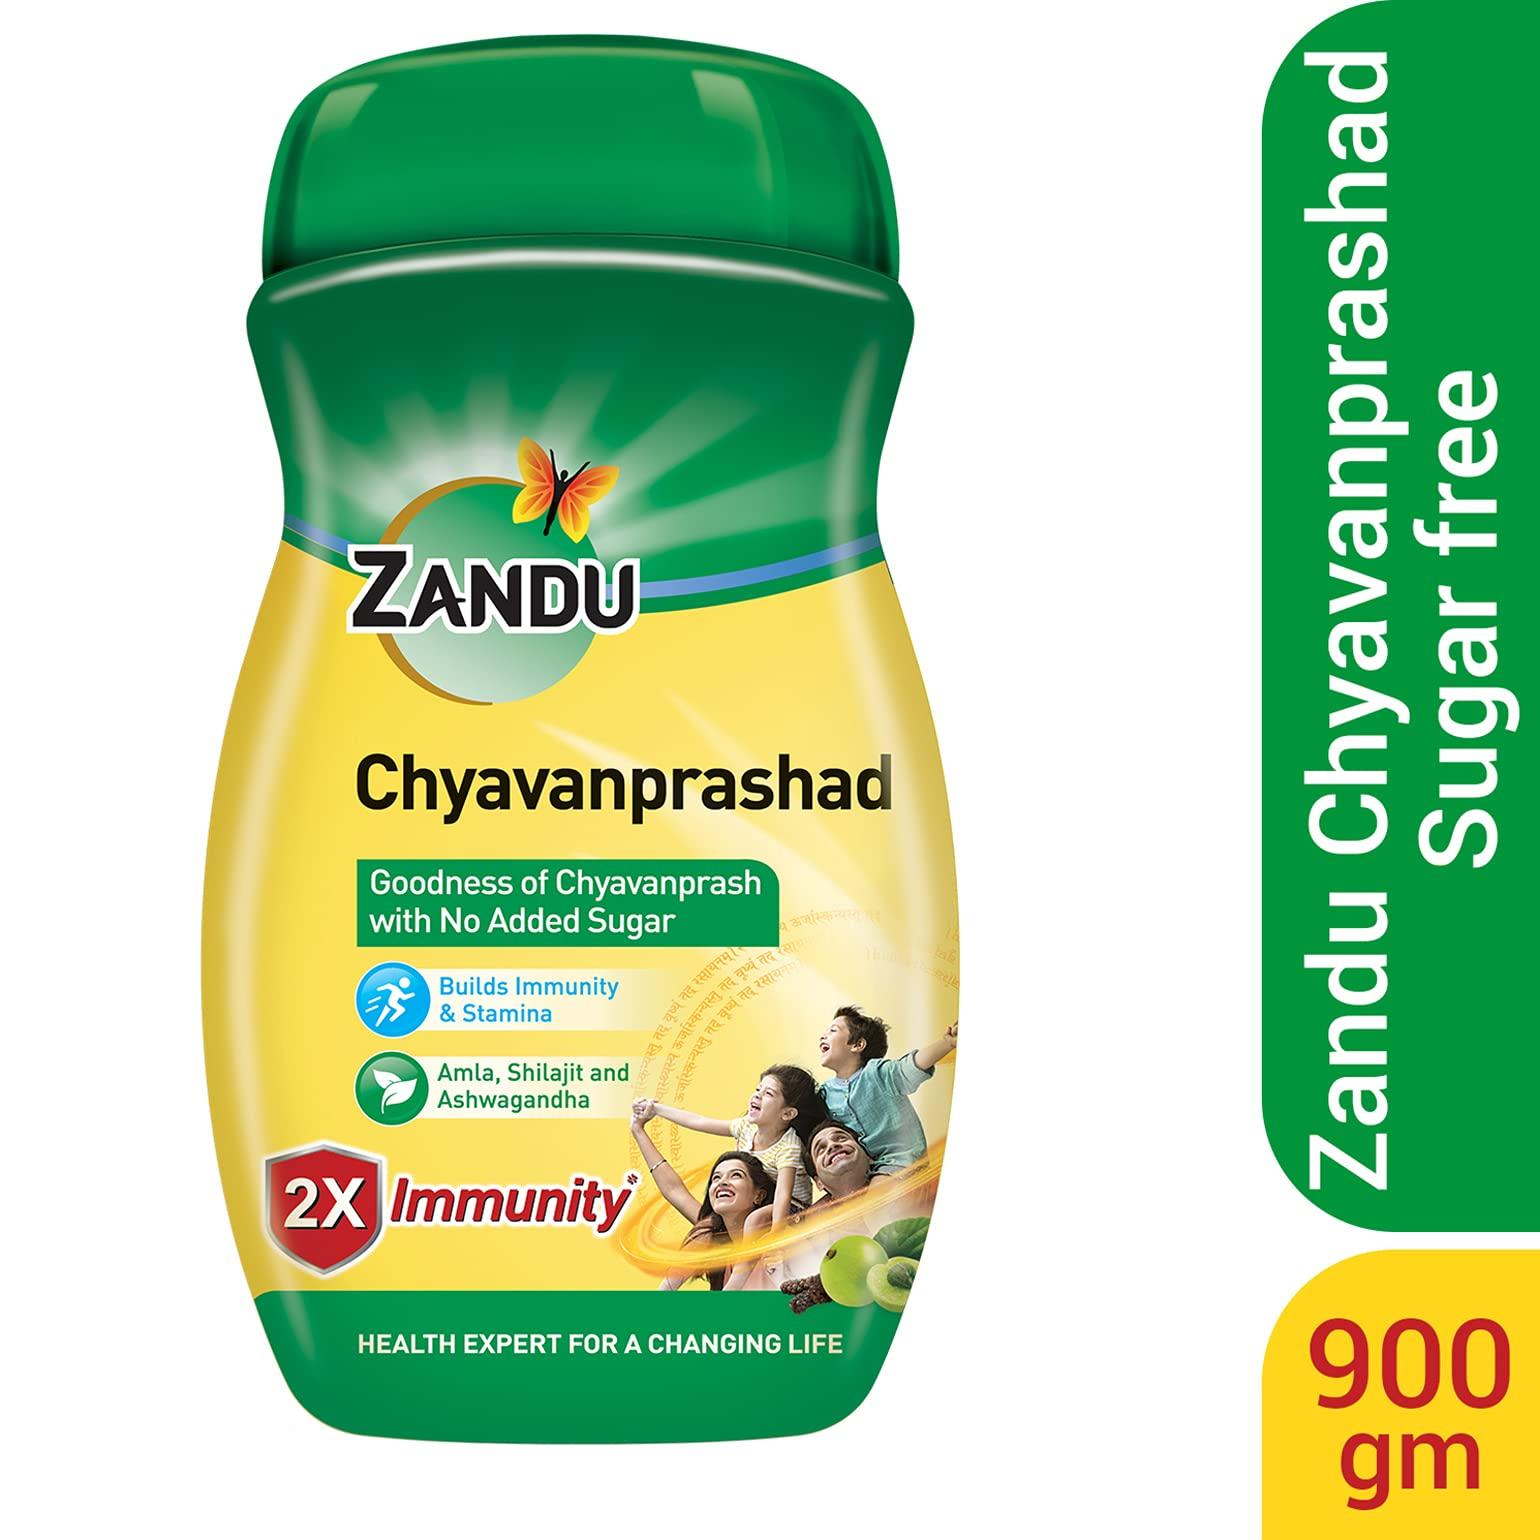 ZANDU
Chyavanprashad
Goodness of Chyavanprash
with No Added Sugar
Builds Immunity
& Stamina
Amla, Shilajit and
Ashwagandha
2X Immunity*
HEALTH EXPERT FOR A CHANGING LIFE
Zandu Chyavanprashad
Sugar free
900
gm